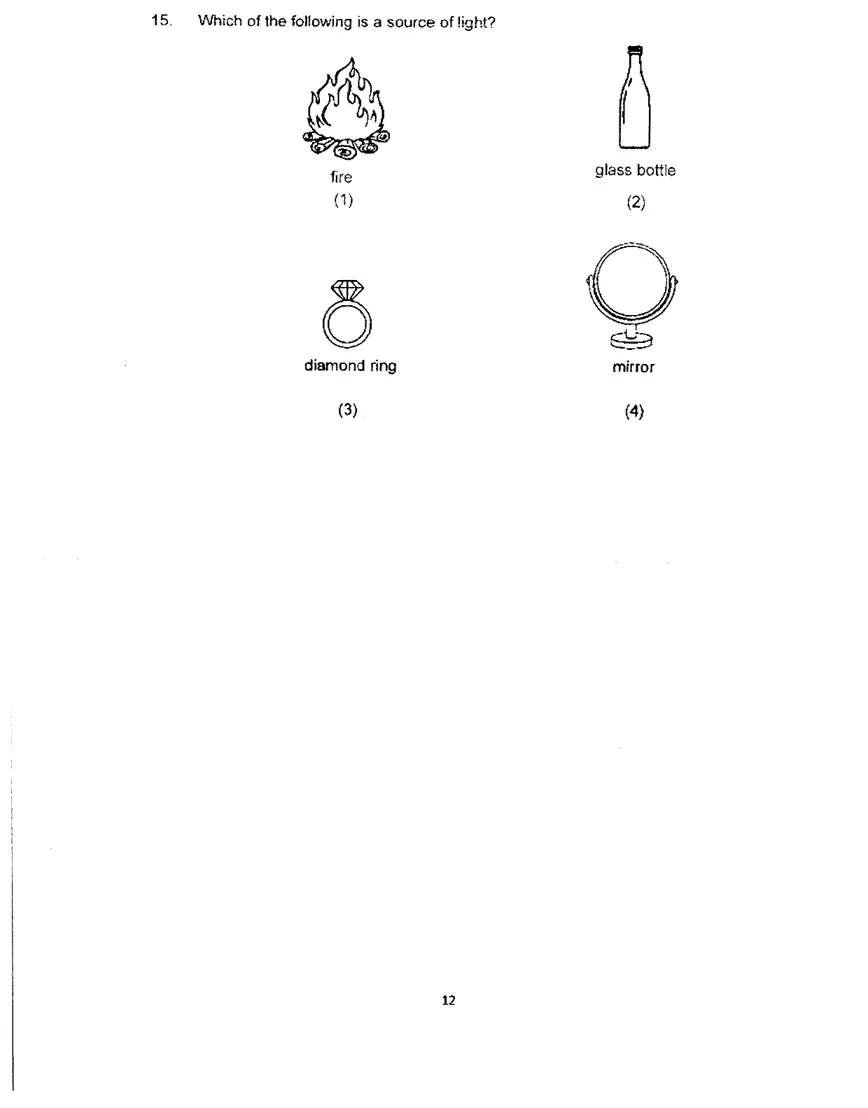 15. Which of the following is a source of light?
fire
glass bottle
(1)
(2)
diamond ring
mirror
(3)
(4)
12